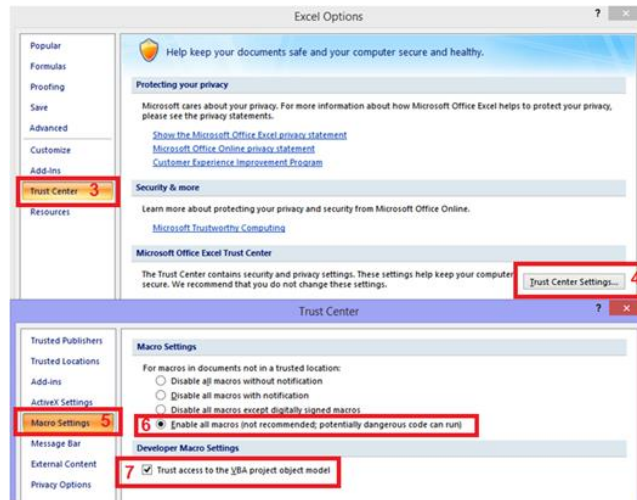 Excel Options
?
×
Popular
Formulas
Proofing
Save
Advanced
Customize
Add-Ins
Trust Center 3
Resources
Help keep your documents safe and your computer secure and healthy.
Protecting your privacy
Microsoft cares about your privacy. For more information about how Microsoft Office Excel helps to protect your privacy,
please see the privacy statements.
Show the Microsoft Office Excel privacy statement
Microsoft Office Online privacy statement
Customer Experience Improvement Program
Security & more
Learn more about protecting your privacy and security from Microsoft Office Online.
Microsoft Trustworthy Computing
Microsoft Office Excel Trust Center
The Trust Center contains security and privacy settings. These settings help keep your computer
secure. We recommend that you do not change these settings.
Trust Center Settings... 4
Trust Center
?
×
Trusted Publishers
Trusted Locations
Add-ins
ActiveX Settings
Macro Settings 5
Message Bar
External Content
Privacy Options
Macro Settings
For macros in documents not in a trusted location:
Disable all macros without notification
Disable all macros with notification
Disable all macros except digitally signed macros
6 Enable all macros (not recommended; potentially dangerous code can run)
Developer Macro Settings
7 Trust access to the VBA project object model